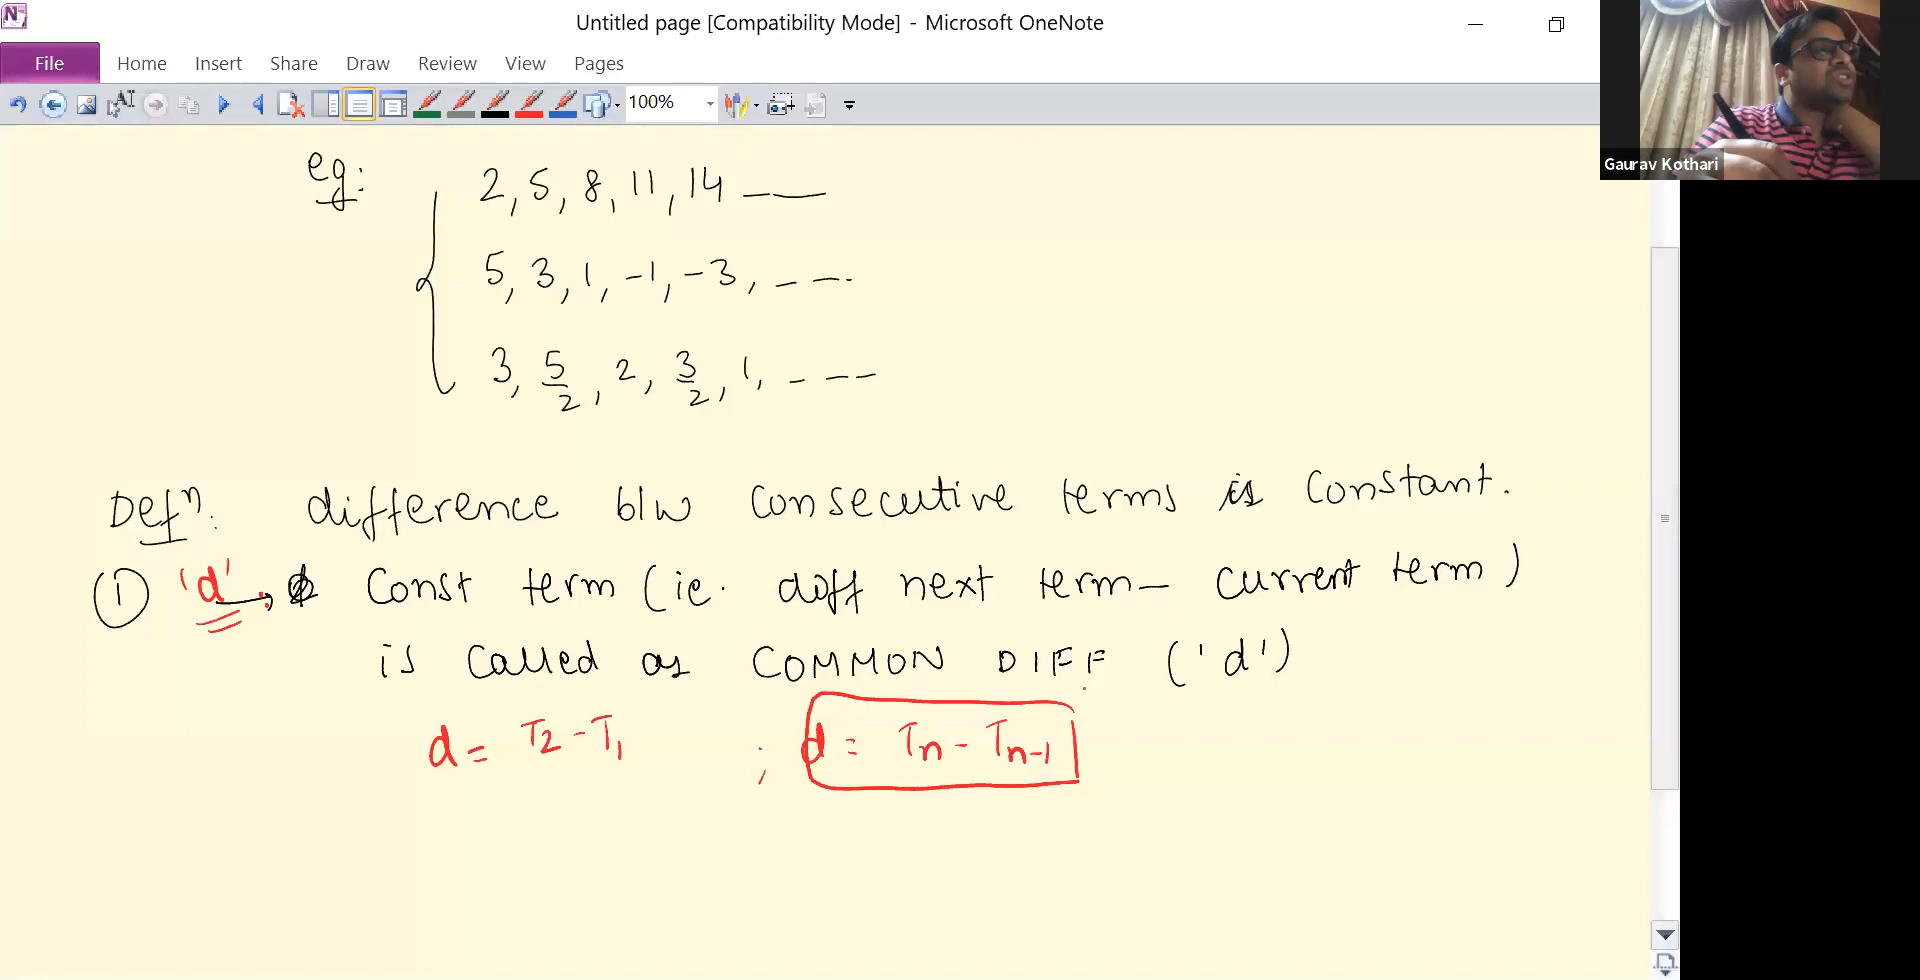 Untitled page [Compatibility Mode] - Microsoft OneNote
File Home Insert Share Draw Review View Pages
100%
Gaurav Kothari
eg:
2, 5, 8, 11, 14 ——
5, 3, 1, -1, -3, - - -
3, 5/2, 2, 3/2, 1, - - -
Defⁿ: difference b/w consecutive terms is constant.
① 'd' → Const term (ie. diff next term - current term)
is called as COMMON DIFF ('d')
d = T₂ - T₁ ; d = Tₙ - Tₙ₋₁